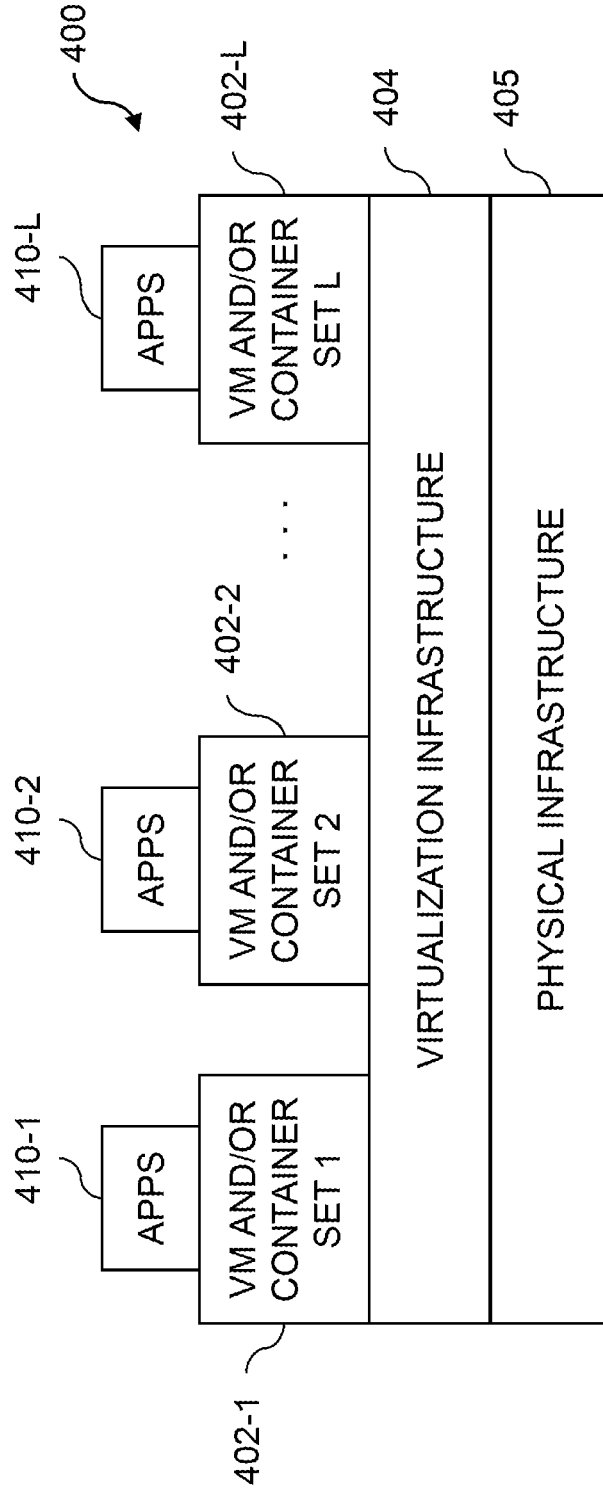 400
410-1
410-2
410-L
APPS
APPS
APPS
402-1
VM AND/OR
CONTAINER
SET 1
402-2
VM AND/OR
CONTAINER
SET 2
. . .
402-L
VM AND/OR
CONTAINER
SET L
VIRTUALIZATION INFRASTRUCTURE
404
PHYSICAL INFRASTRUCTURE
405